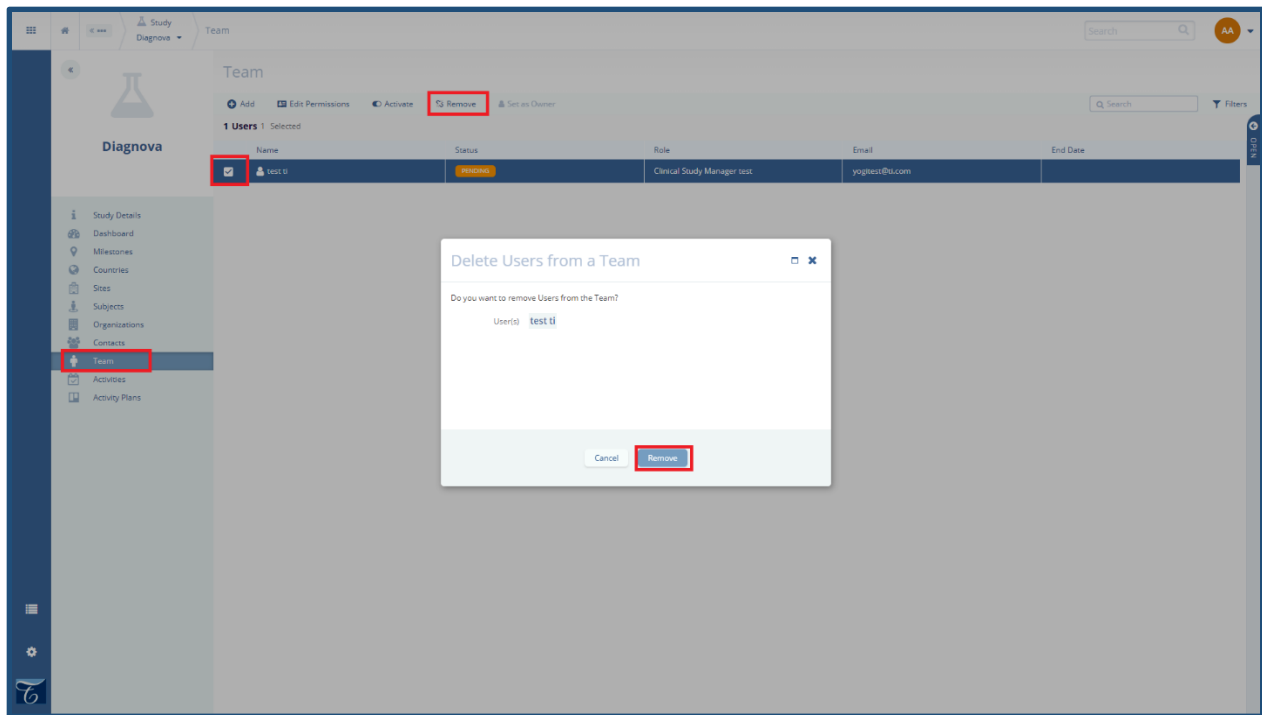 Study
Diagnova
Team
Search
AA
Team
Add Edit Permissions Activate Remove Set as Owner
Search
Filters
1 Users 1 Selected
OPEN
Diagnova
Name Status Role Email End Date
test ti PENDING Clinical Study Manager test yogitest@ti.com
Study Details
Dashboard
Milestones
Countries
Sites
Subjects
Organizations
Contacts
Team
Activities
Activity Plans
Delete Users from a Team
Do you want to remove Users from the Team?
User(s) test ti
Cancel Remove